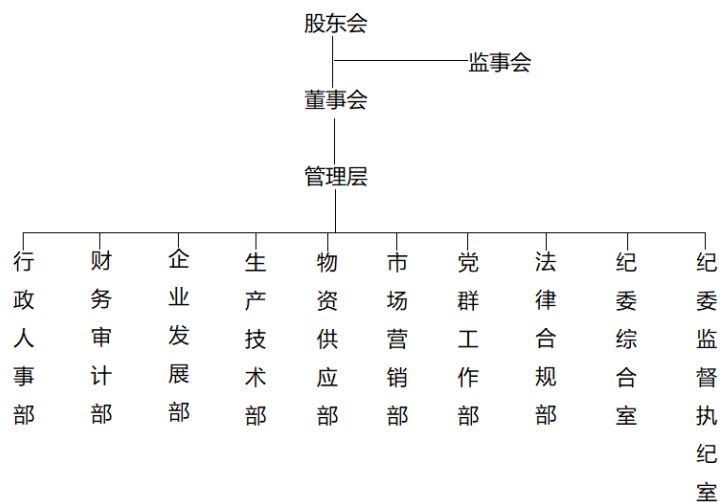 股东会
监事会
董事会
管理层
行政人事部
财务审计部
企业发展部
生产技术部
物资供应部
市场营销部
党群工作部
法律合规部
纪委综合室
纪委监督执纪室